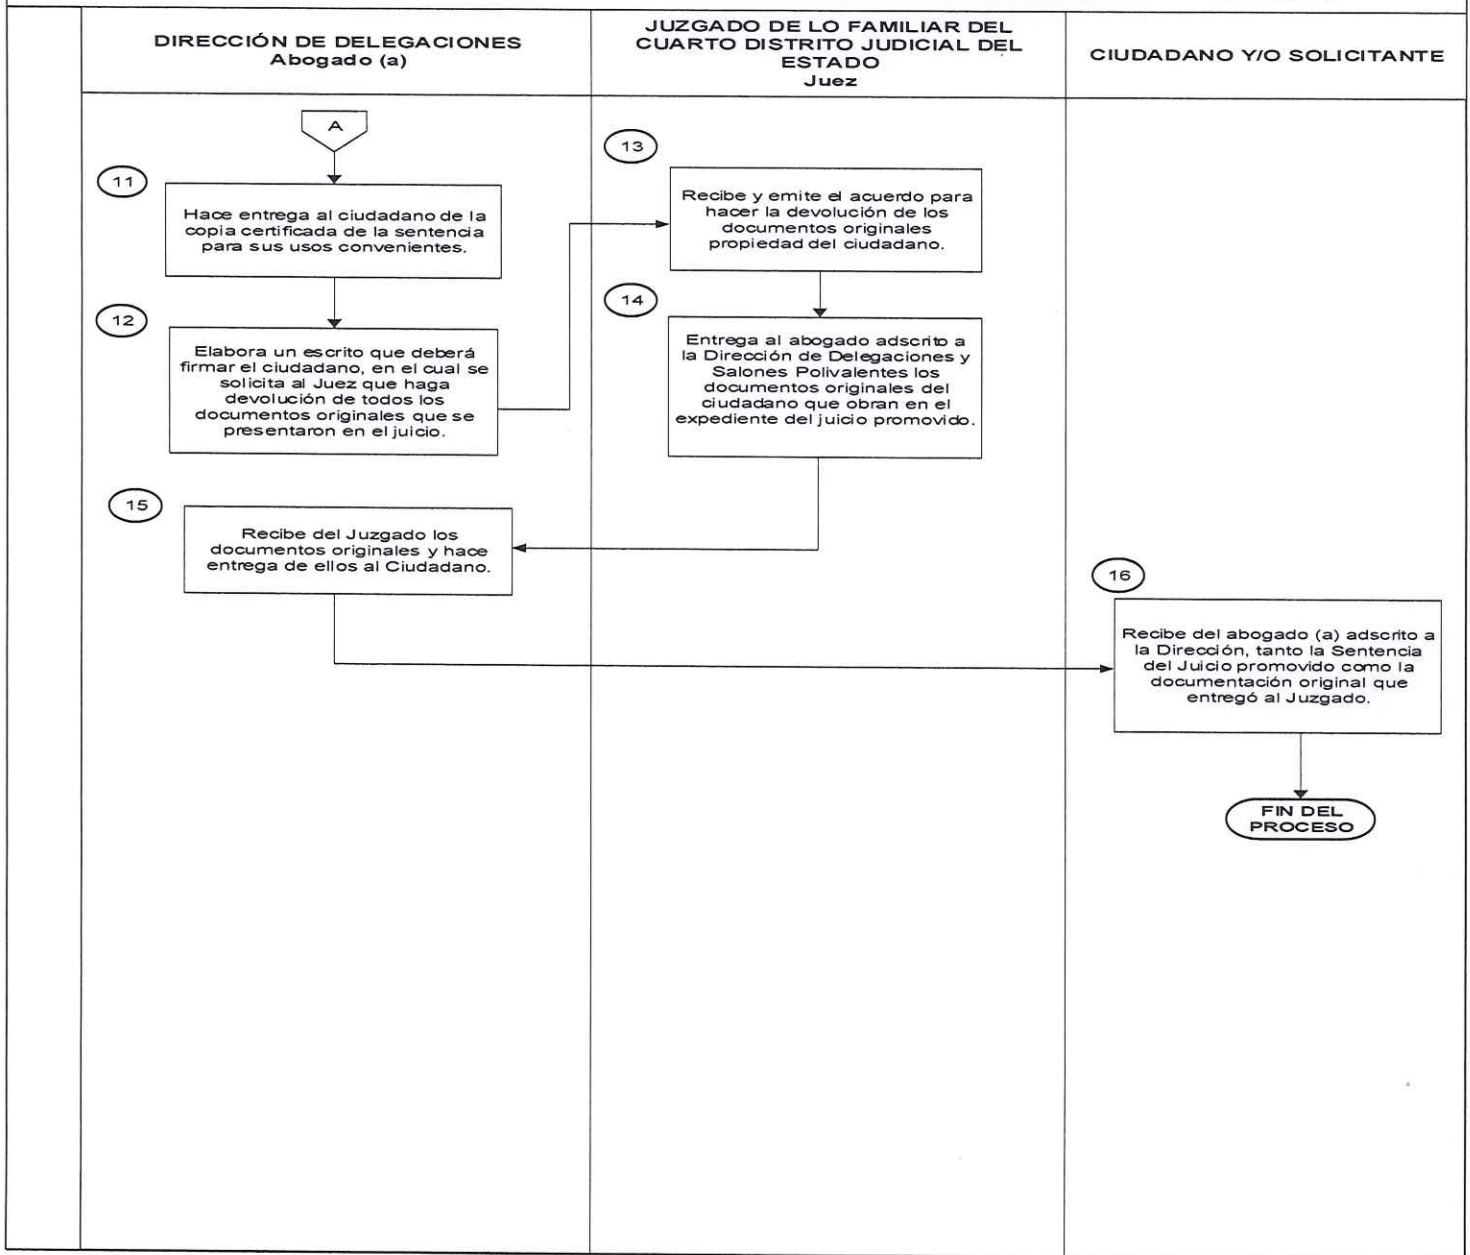 DIRECCIÓN DE DELEGACIONES
Abogado (a)
JUZGADO DE LO FAMILIAR DEL
CUARTO DISTRITO JUDICIAL DEL
ESTADO
Juez
CIUDADANO Y/O SOLICITANTE
A
11
Hace entrega al ciudadano de la
copia certificada de la sentencia
para sus usos convenientes.
12
Elabora un escrito que deberá
firmar el ciudadano, en el cual se
solicita al Juez que haga
devolución de todos los
documentos originales que se
presentaron en el juicio.
13
Recibe y emite el acuerdo para
hacer la devolución de los
documentos originales
propiedad del ciudadano.
14
Entrega al abogado adscrito a
la Dirección de Delegaciones y
Salones Polivalentes los
documentos originales del
ciudadano que obran en el
expediente del juicio promovido.
15
Recibe del Juzgado los
documentos originales y hace
entrega de ellos al Ciudadano.
16
Recibe del abogado (a) adscrito a
la Dirección, tanto la Sentencia
del Juicio promovido como la
documentación original que
entregó al Juzgado.
FIN DEL
PROCESO